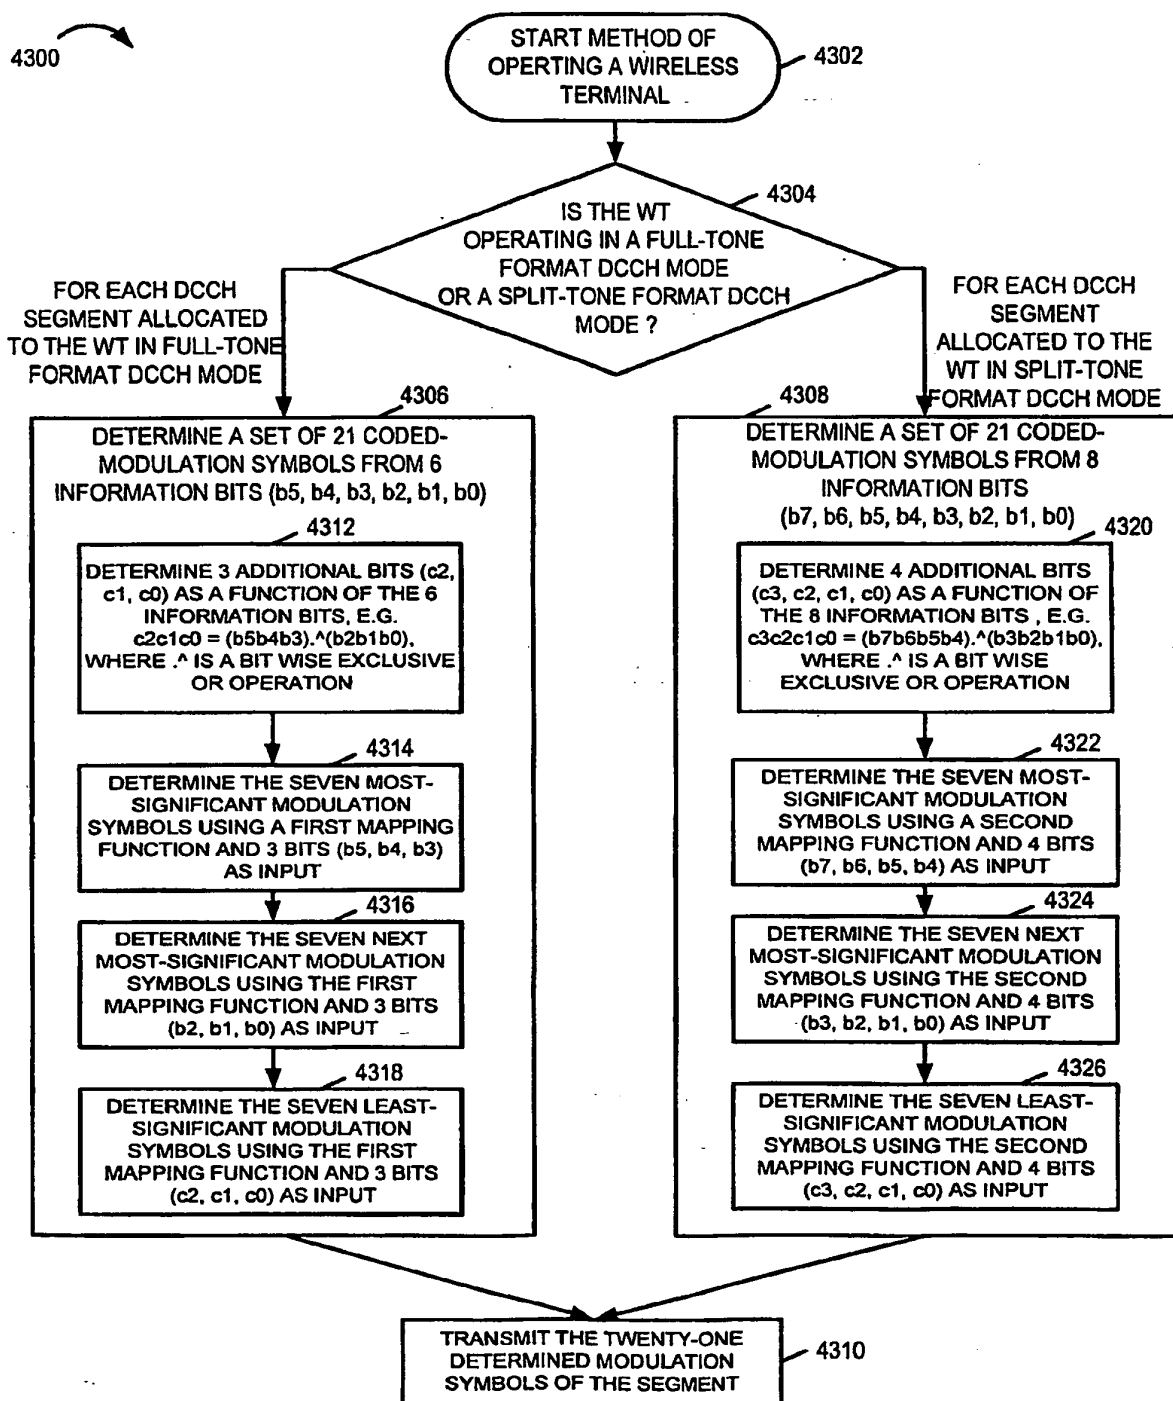 4300
START METHOD OF
OPERTING A WIRELESS
TERMINAL
4302
4304
IS THE WT
OPERATING IN A FULL-TONE
FORMAT DCCH MODE
OR A SPLIT-TONE FORMAT DCCH
MODE ?
FOR EACH DCCH
SEGMENT ALLOCATED
TO THE WT IN FULL-TONE
FORMAT DCCH MODE
FOR EACH DCCH
SEGMENT
ALLOCATED TO THE
WT IN SPLIT-TONE
FORMAT DCCH MODE
4306
DETERMINE A SET OF 21 CODED-
MODULATION SYMBOLS FROM 6
INFORMATION BITS (b5, b4, b3, b2, b1, b0)
4312
DETERMINE 3 ADDITIONAL BITS (c2,
c1, c0) AS A FUNCTION OF THE 6
INFORMATION BITS, E.G.
c2c1c0 = (b5b4b3).^(b2b1b0),
WHERE .^ IS A BIT WISE EXCLUSIVE
OR OPERATION
4314
DETERMINE THE SEVEN MOST-
SIGNIFICANT MODULATION
SYMBOLS USING A FIRST MAPPING
FUNCTION AND 3 BITS (b5, b4, b3)
AS INPUT
4316
DETERMINE THE SEVEN NEXT
MOST-SIGNIFICANT MODULATION
SYMBOLS USING THE FIRST
MAPPING FUNCTION AND 3 BITS
(b2, b1, b0) AS INPUT
4318
DETERMINE THE SEVEN LEAST-
SIGNIFICANT MODULATION
SYMBOLS USING THE FIRST
MAPPING FUNCTION AND 3 BITS
(c2, c1, c0) AS INPUT
4308
DETERMINE A SET OF 21 CODED-
MODULATION SYMBOLS FROM 8
INFORMATION BITS
(b7, b6, b5, b4, b3, b2, b1, b0)
4320
DETERMINE 4 ADDITIONAL BITS
(c3, c2, c1, c0) AS A FUNCTION OF
THE 8 INFORMATION BITS , E.G.
c3c2c1c0 = (b7b6b5b4).^(b3b2b1b0),
WHERE .^ IS A BIT WISE
EXCLUSIVE OR OPERATION
4322
DETERMINE THE SEVEN MOST-
SIGNIFICANT MODULATION
SYMBOLS USING A SECOND
MAPPING FUNCTION AND 4 BITS
(b7, b6, b5, b4) AS INPUT
4324
DETERMINE THE SEVEN NEXT
MOST-SIGNIFICANT MODULATION
SYMBOLS USING THE SECOND
MAPPING FUNCTION AND 4 BITS
(b3, b2, b1, b0) AS INPUT
4326
DETERMINE THE SEVEN LEAST-
SIGNIFICANT MODULATION
SYMBOLS USING THE SECOND
MAPPING FUNCTION AND 4 BITS
(c3, c2, c1, c0) AS INPUT
TRANSMIT THE TWENTY-ONE
DETERMINED MODULATION
SYMBOLS OF THE SEGMENT
4310